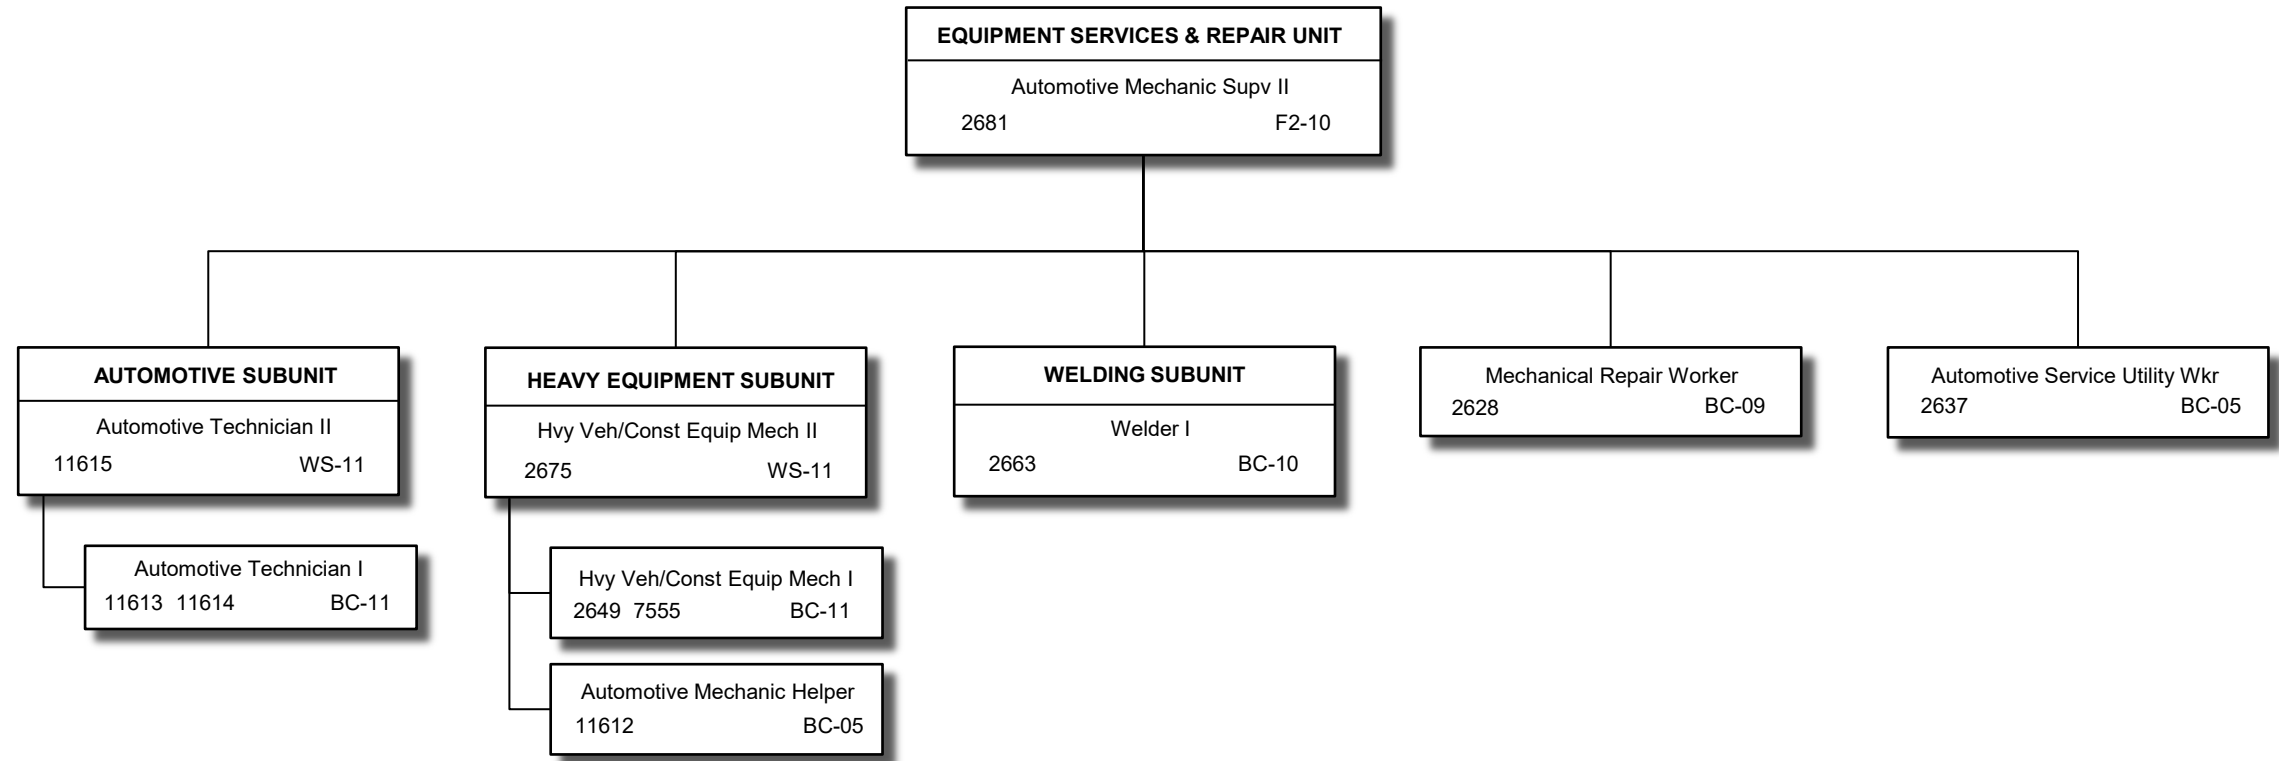 EQUIPMENT SERVICES & REPAIR UNIT
Automotive Mechanic Supv II
2681 F2-10
AUTOMOTIVE SUBUNIT
Automotive Technician II
11615 WS-11
Automotive Technician I
11613 11614 BC-11
HEAVY EQUIPMENT SUBUNIT
Hvy Veh/Const Equip Mech II
2675 WS-11
Hvy Veh/Const Equip Mech I
2649 7555 BC-11
Automotive Mechanic Helper
11612 BC-05
WELDING SUBUNIT
Welder I
2663 BC-10
Mechanical Repair Worker
2628 BC-09
Automotive Service Utility Wkr
2637 BC-05